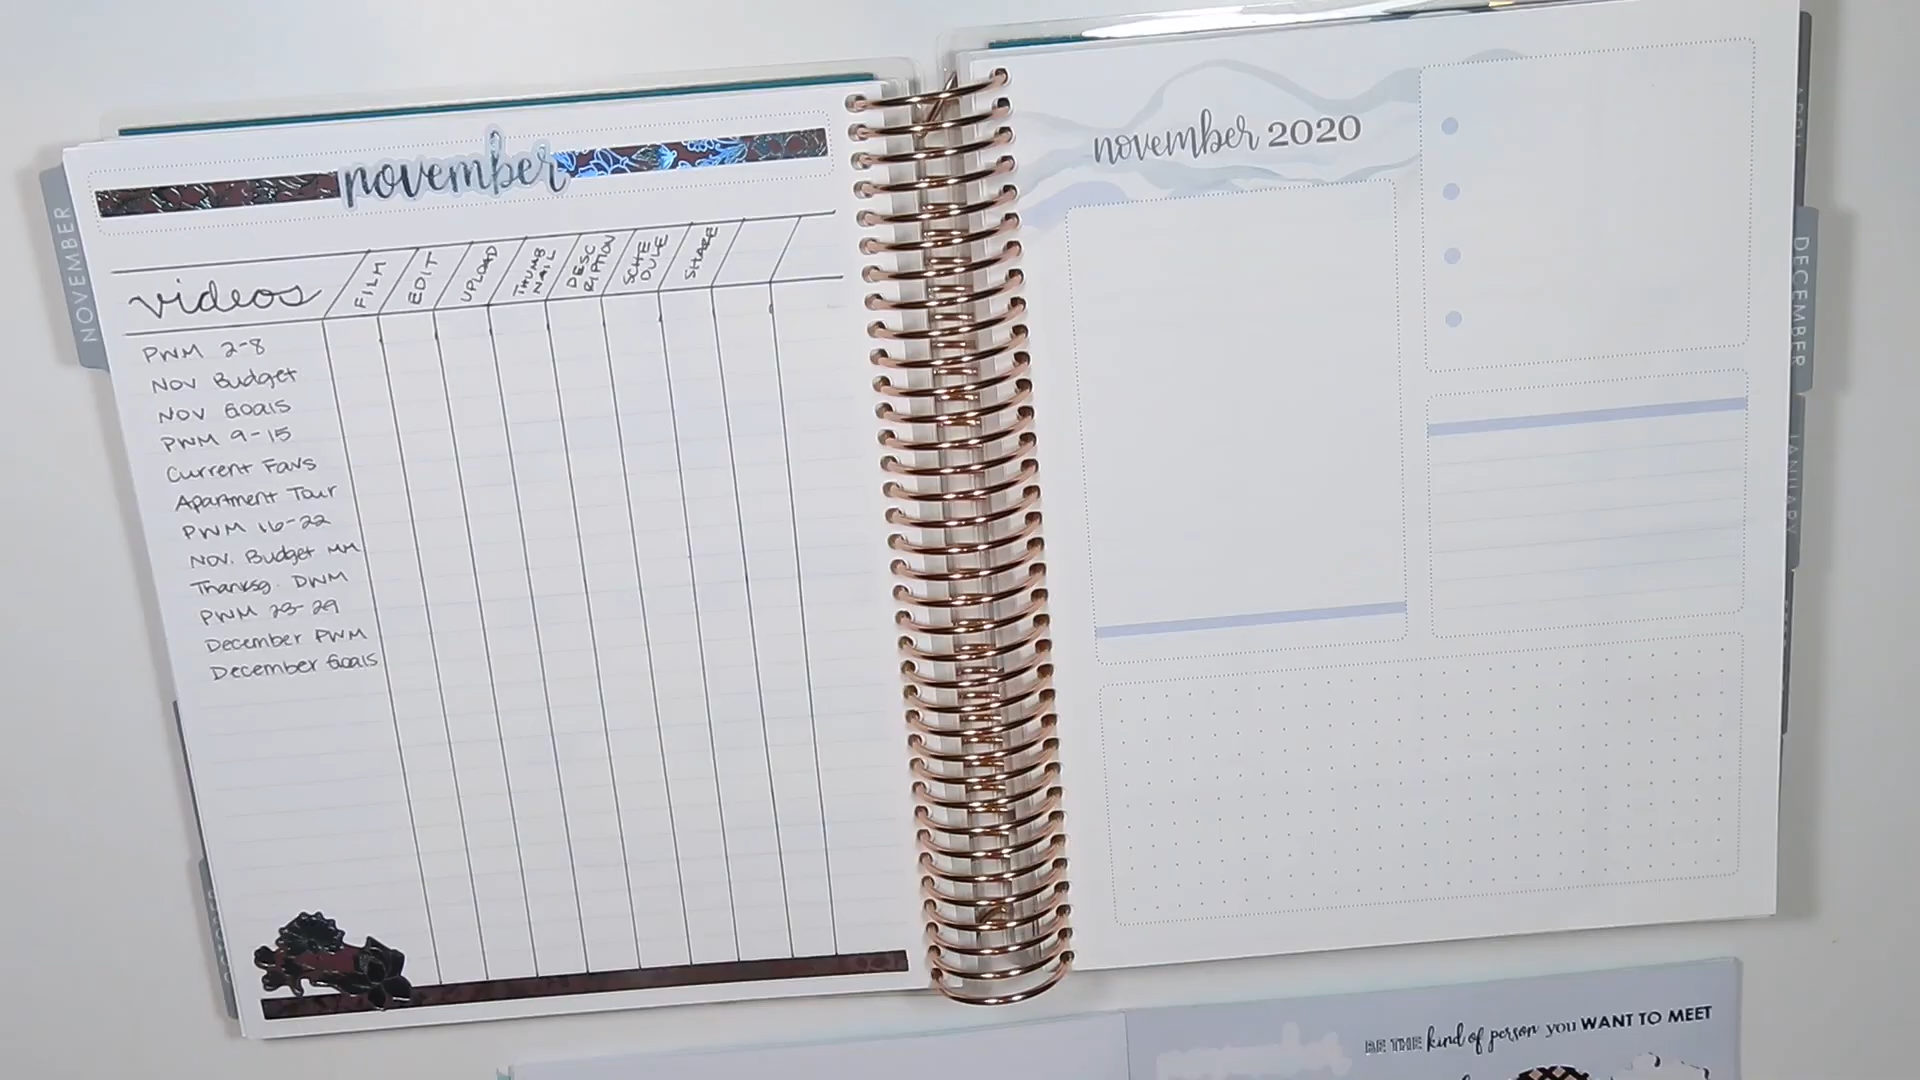 november
videos
FILM
EDIT
UPLOAD
THUMB
NAIL
DESC
RIPTION
SCHE
DULE
SHARE
PWM 2-8
Nov Budget
Nov Goals
PWM 9-15
Current Favs
Apartment Tour
PWM 16-22
Nov. Budget MM
Thanksg. DWM
PWM 23-29
December PWM
December Goals
NOVEMBER
november 2020
APRIL
DECEMBER
JANUARY
BE THE kind of person you WANT TO MEET